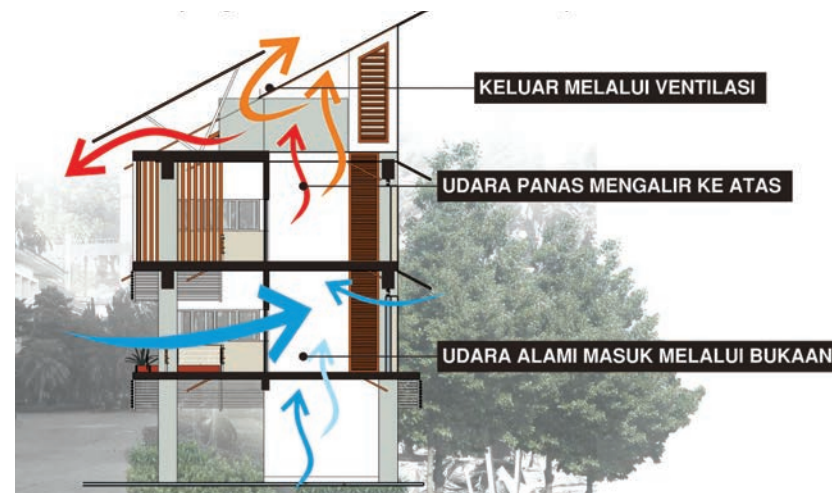 KELUAR MELALUI VENTILASI
UDARA PANAS MENGALIR KE ATAS
UDARA ALAMI MASUK MELALUI BUKAAN